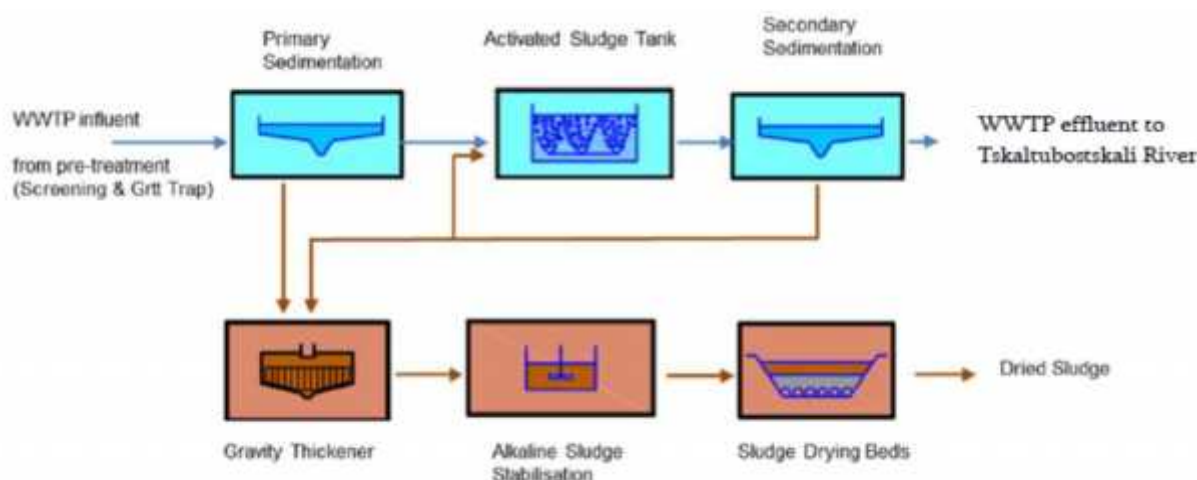 Primary
Sedimentation
Activated Sludge Tank
Secondary
Sedimentation
WWTP influent
from pre-treatment
(Screening & Grtt Trap)
WWTP effluent to
Tskaltubostskali River
Gravity Thickener
Alkaline Sludge
Stabilisation
Sludge Drying Beds
Dried Sludge